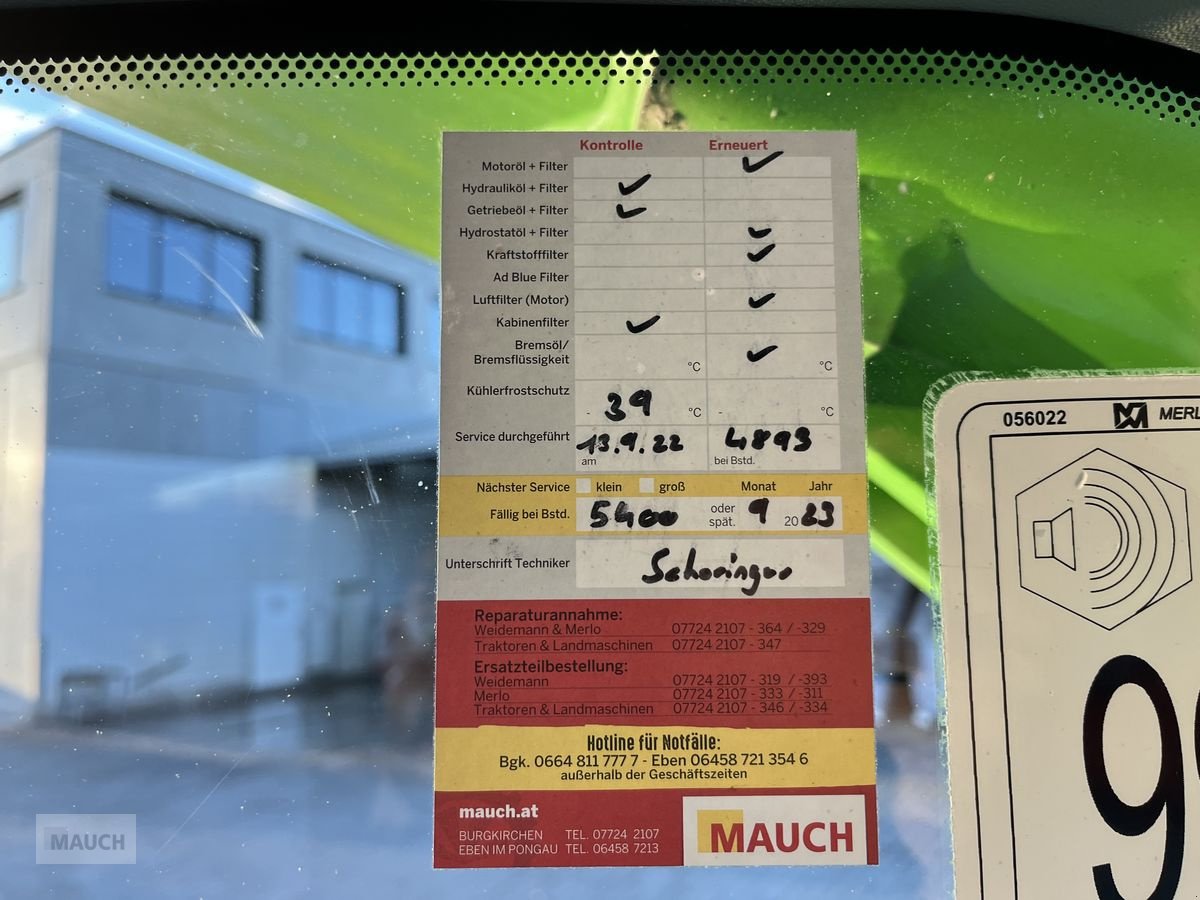 Kontrolle Erneuert
Motoröl + Filter
Hydrauliköl + Filter
Getriebeöl + Filter
Hydrostatöl + Filter
Kraftstofffilter
Ad Blue Filter
Luftfilter (Motor)
Kabinenfilter
Bremsöl/
Bremsflüssigkeit °C °C
Kühlerfrostschutz - 39 °C - °C
Service durchgeführt 13.9.22 4893
am bei Bstd.
Nächster Service klein groß Monat Jahr
Fällig bei Bstd. 5400 oder spät. 9 2023
Unterschrift Techniker
Reparaturannahme:
Weidemann & Merlo 07724 2107 - 364 / -329
Traktoren & Landmaschinen 07724 2107 - 347
Ersatzteilbestellung:
Weidemann 07724 2107 - 319 / -393
Merlo 07724 2107 - 333 / -311
Traktoren & Landmaschinen 07724 2107 - 346 / -334
Hotline für Notfälle:
Bgk. 0664 811 777 7 - Eben 06458 721 354 6
außerhalb der Geschäftszeiten
mauch.at
BURGKIRCHEN TEL. 07724 2107
EBEN IM PONGAU TEL. 06458 7213
MAUCH
056022 MERL
9
MAUCH